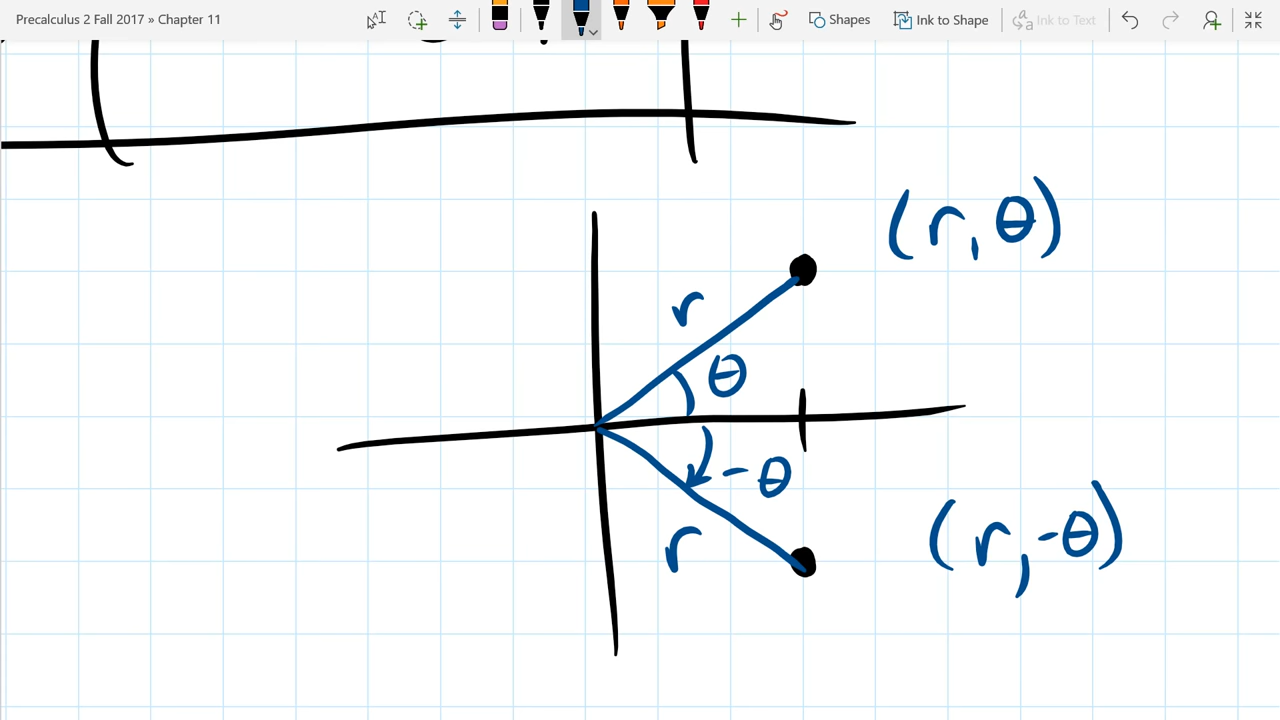 Precalculus 2 Fall 2017 » Chapter 11
Shapes
Ink to Shape
Ink to Text
(r, θ)
r
θ
-θ
r
(r, -θ)